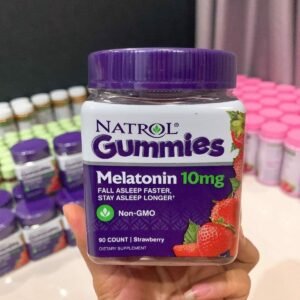 NATROL®
Gummies
Melatonin 10mg
FALL ASLEEP FASTER,
STAY ASLEEP LONGER†
Non-GMO
90 COUNT | Strawberry
DIETARY SUPPLEMENT